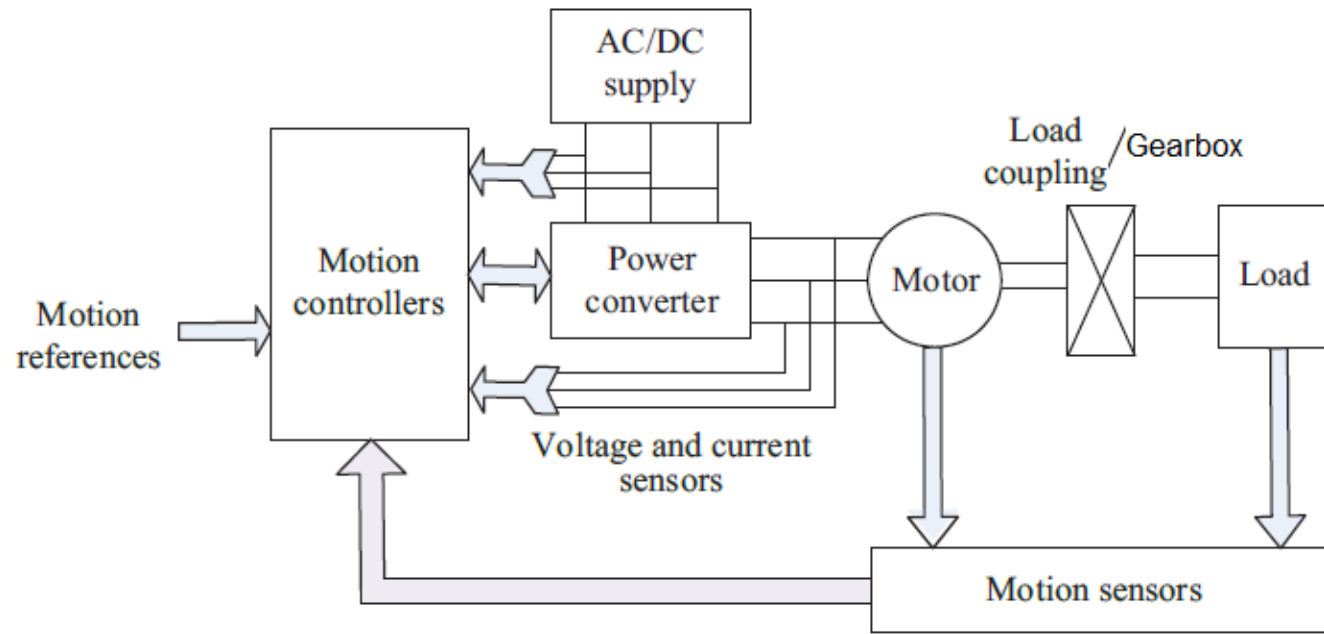 AC/DC
supply
Load
coupling
/Gearbox
Motion
controllers
Power
converter
Motor
Load
Motion
references
Voltage and current
sensors
Motion sensors